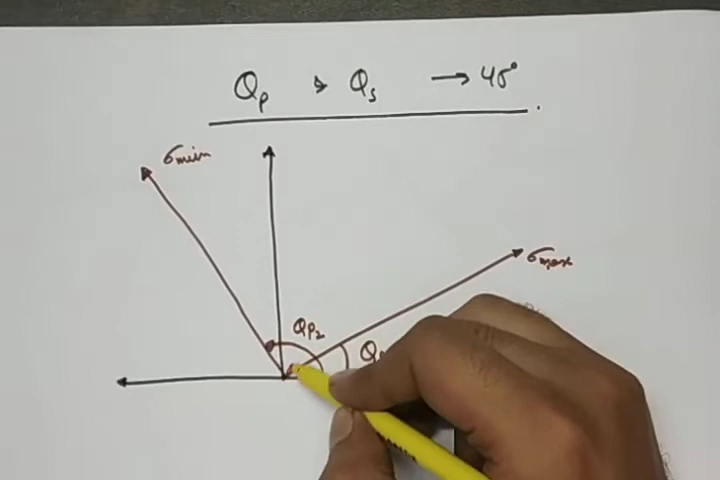 Qp & Qs → 45°
σmin
σmax
Qp2